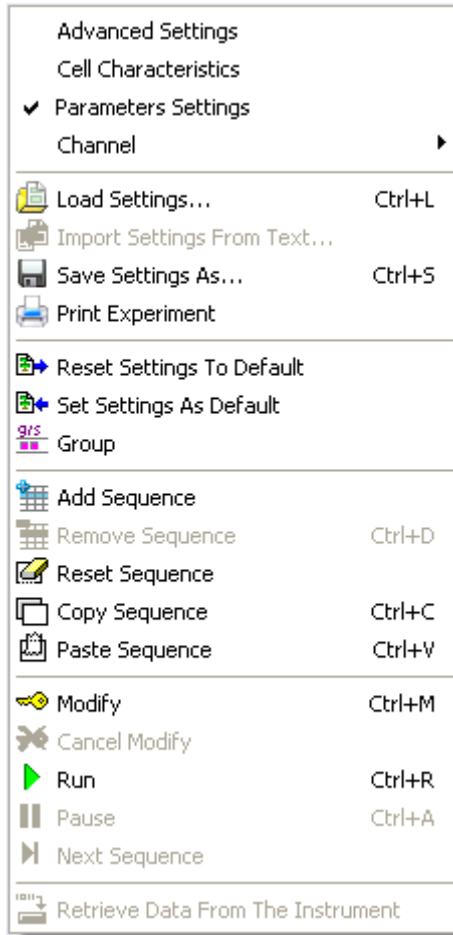 Advanced Settings
Cell Characteristics
Parameters Settings
Channel
Load Settings... Ctrl+L
Import Settings From Text...
Save Settings As... Ctrl+S
Print Experiment
Reset Settings To Default
Set Settings As Default
g/s Group
Add Sequence
Remove Sequence Ctrl+D
Reset Sequence
Copy Sequence Ctrl+C
Paste Sequence Ctrl+V
Modify Ctrl+M
Cancel Modify
Run Ctrl+R
Pause Ctrl+A
Next Sequence
Retrieve Data From The Instrument